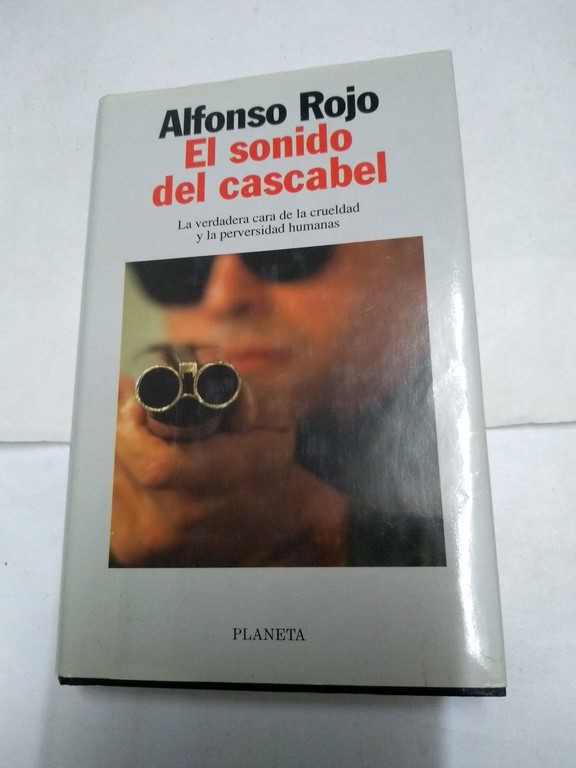 Alfonso Rojo
El sonido
del cascabel
La verdadera cara de la crueldad
y la perversidad humanas
PLANETA